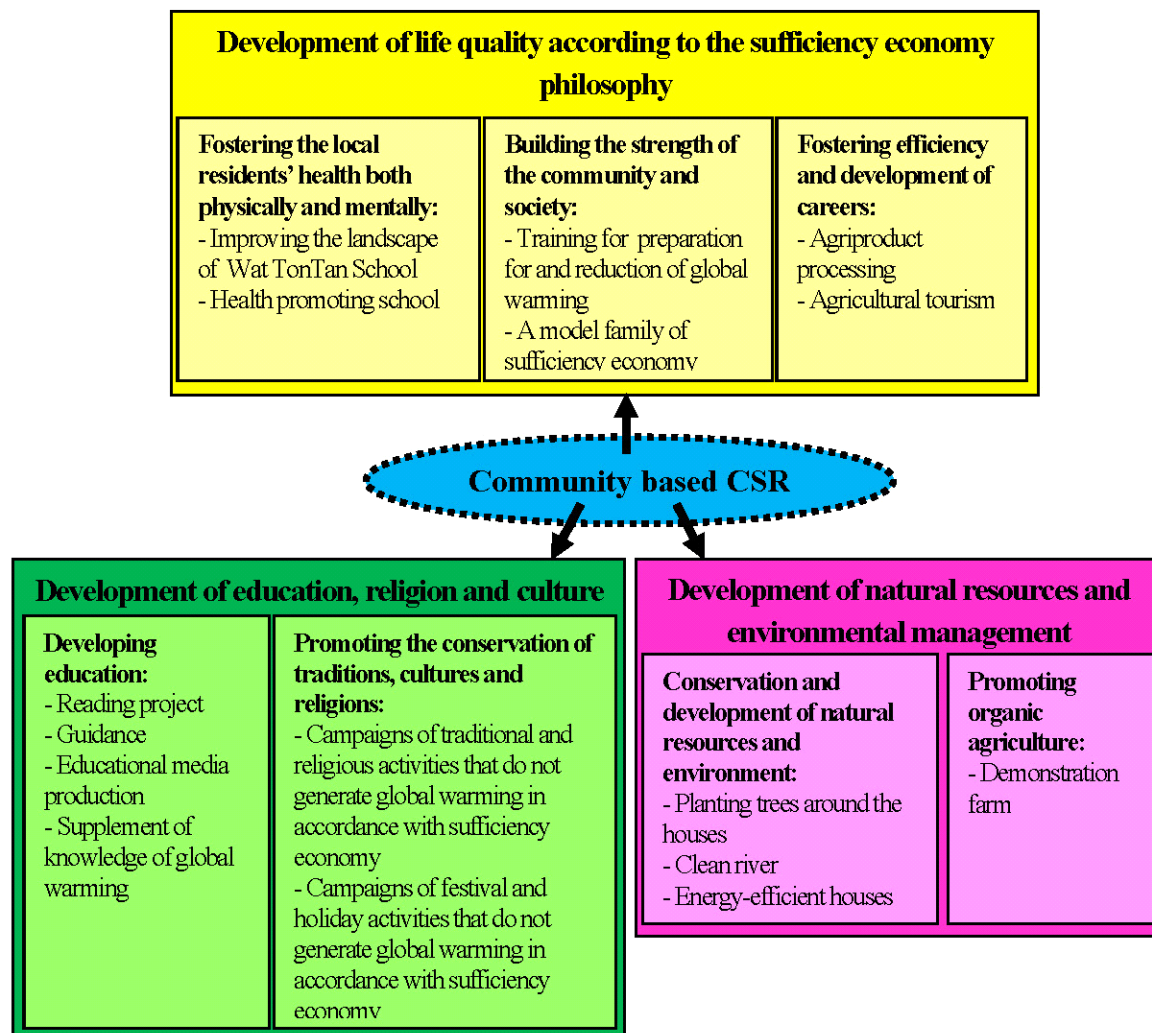 Development of life quality according to the sufficiency economy
philosophy
Fostering the local
residents' health both
physically and mentally:
- Improving the landscape
of Wat TonTan School
- Health promoting school
Building the strength of
the community and
society:
- Training for preparation
for and reduction of global
warming
- A model family of
sufficiency economy
Fostering efficiency
and development of
careers:
- Agriproduct
processing
- Agricultural tourism
Community based CSR
Development of education, religion and culture
Developing
education:
- Reading project
- Guidance
- Educational media
production
- Supplement of
knowledge of global
warming
Promoting the conservation of
traditions, cultures and
religions:
- Campaigns of traditional and
religious activities that do not
generate global warming in
accordance with sufficiency
economy
- Campaigns of festival and
holiday activities that do not
generate global warming in
accordance with sufficiency
economy
Development of natural resources and
environmental management
Conservation and
development of natural
resources and
environment:
- Planting trees around the
houses
- Clean river
- Energy-efficient houses
Promoting
organic
agriculture:
- Demonstration
farm